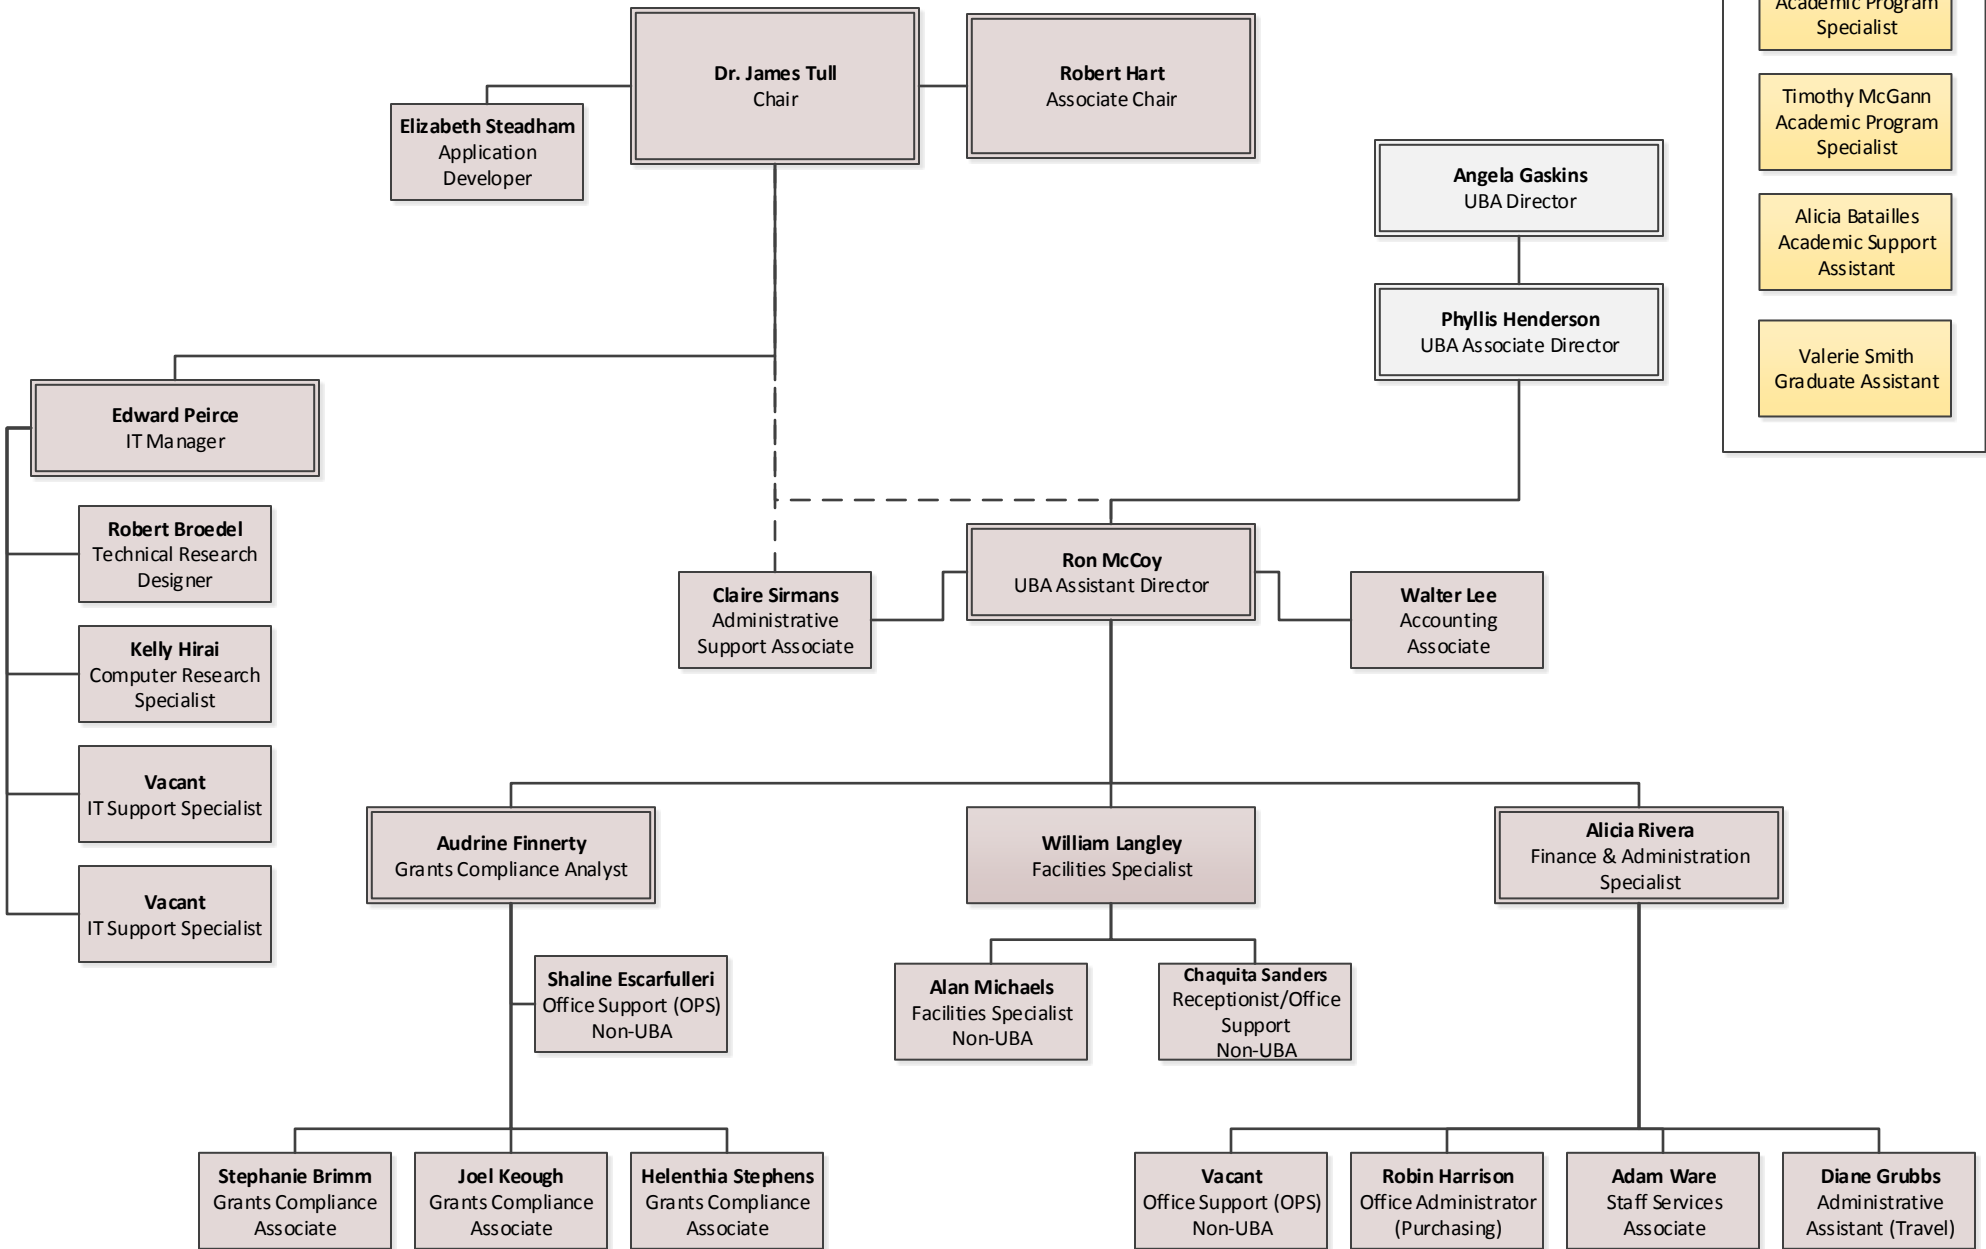 Academic Program
Specialist
Dr. James Tull
Chair
Robert Hart
Associate Chair
Elizabeth Steadham
Application
Developer
Timothy McGann
Academic Program
Specialist
Angela Gaskins
UBA Director
Alicia Batailles
Academic Support
Assistant
Phyllis Henderson
UBA Associate Director
Valerie Smith
Graduate Assistant
Edward Peirce
IT Manager
Robert Broedel
Technical Research
Designer
Kelly Hirai
Computer Research
Specialist
Vacant
IT Support Specialist
Vacant
IT Support Specialist
Claire Sirmans
Administrative
Support Associate
Ron McCoy
UBA Assistant Director
Walter Lee
Accounting
Associate
Audrine Finnerty
Grants Compliance Analyst
William Langley
Facilities Specialist
Alicia Rivera
Finance & Administration
Specialist
Shaline Escarfulleri
Office Support (OPS)
Non-UBA
Alan Michaels
Facilities Specialist
Non-UBA
Chaquita Sanders
Receptionist/Office
Support
Non-UBA
Stephanie Brimm
Grants Compliance
Associate
Joel Keough
Grants Compliance
Associate
Helenthia Stephens
Grants Compliance
Associate
Vacant
Office Support (OPS)
Non-UBA
Robin Harrison
Office Administrator
(Purchasing)
Adam Ware
Staff Services
Associate
Diane Grubbs
Administrative
Assistant (Travel)